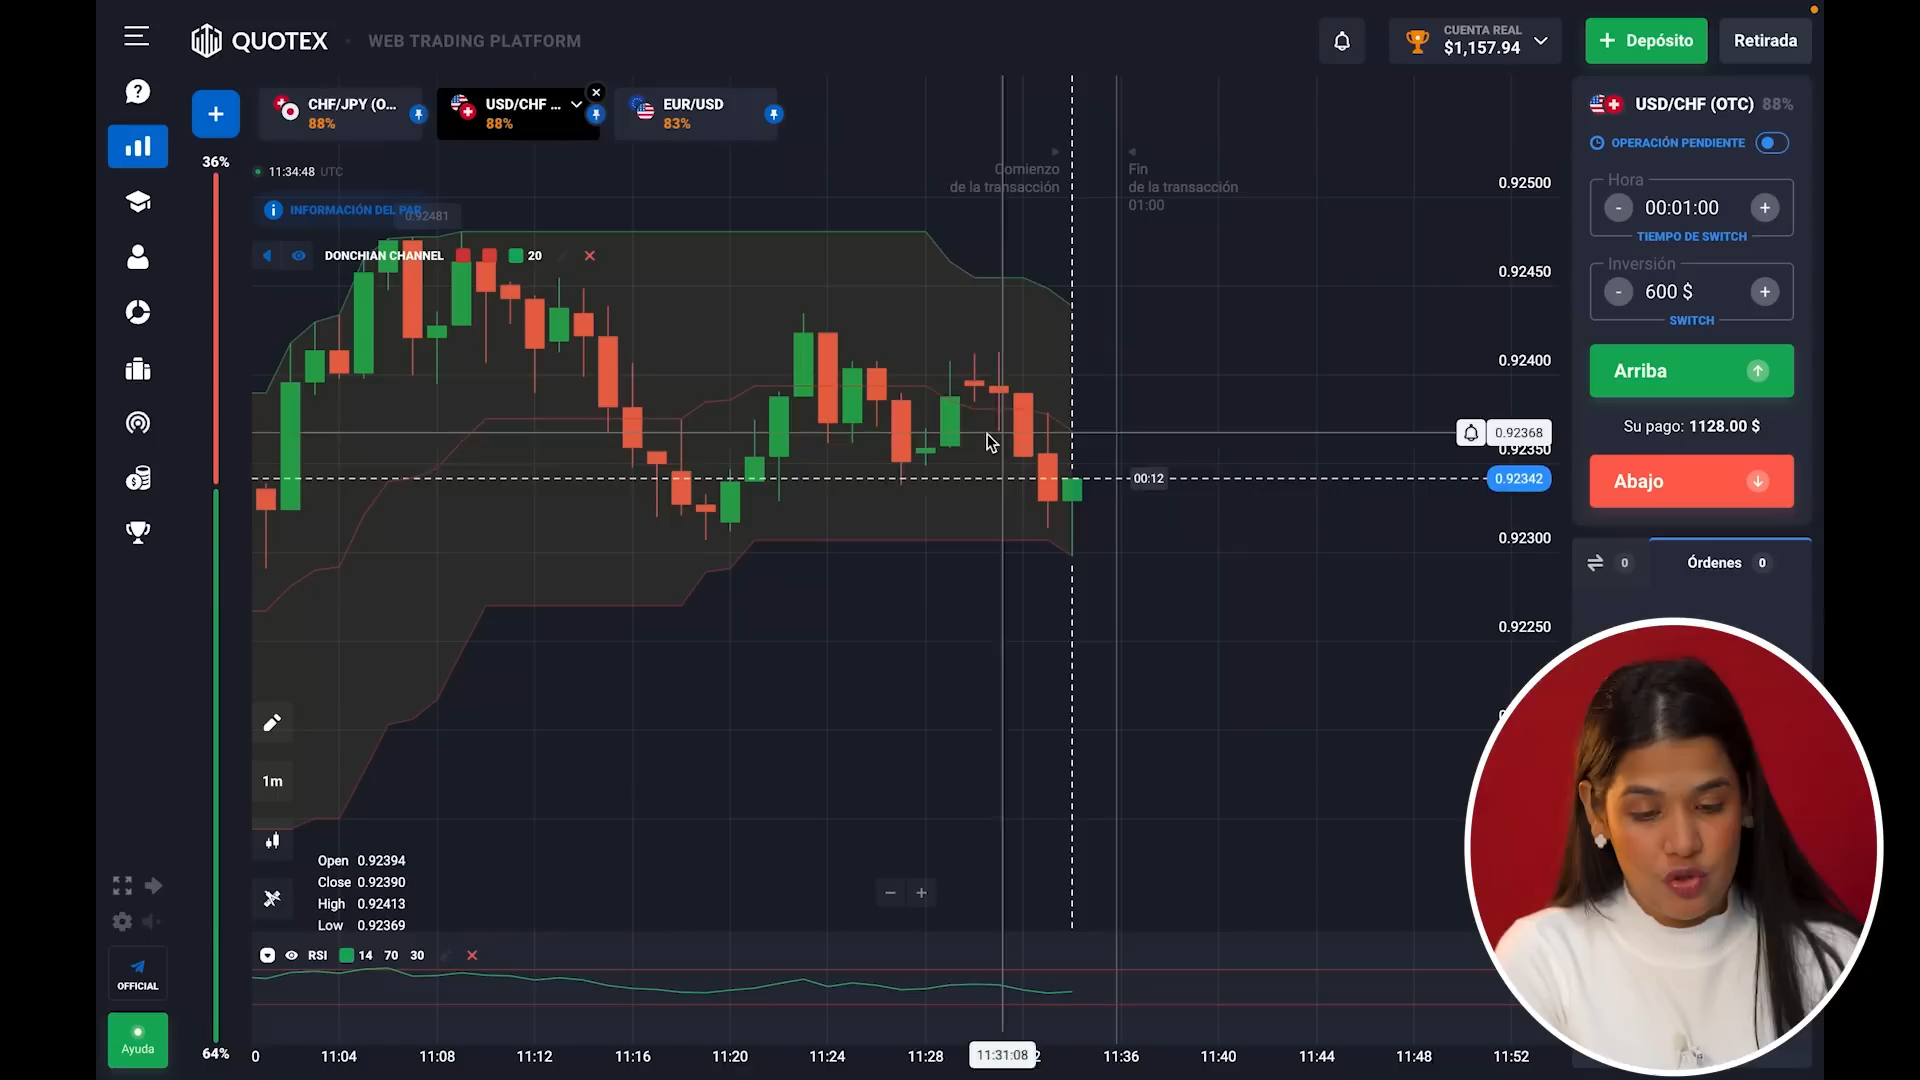 QUOTEX
WEB TRADING PLATFORM
CUENTA REAL
$1,157.94
+ Depósito
Retirada
CHF/JPY (O...
88%
USD/CHF ...
88%
EUR/USD
83%
USD/CHF (OTC) 88%
OPERACIÓN PENDIENTE
36%
11:34:48 UTC
Comienzo
de la transacción
Fin
de la transacción
01:00
INFORMACIÓN DEL PAR
0.92481
DONCHIAN CHANNEL
20
0.92500
0.92450
0.92400
0.92368
0.92350
0.92342
0.92300
0.92250
00:12
Hora
- 00:01:00 +
TIEMPO DE SWITCH
Inversión
- 600 $ +
SWITCH
Arriba
Su pago: 1128.00 $
Abajo
0
Órdenes 0
1m
Open 0.92394
Close 0.92390
High 0.92413
Low 0.92369
RSI 14 70 30
OFFICIAL
Ayuda
64%
0
11:04
11:08
11:12
11:16
11:20
11:24
11:28
11:31:08
2
11:36
11:40
11:44
11:48
11:52